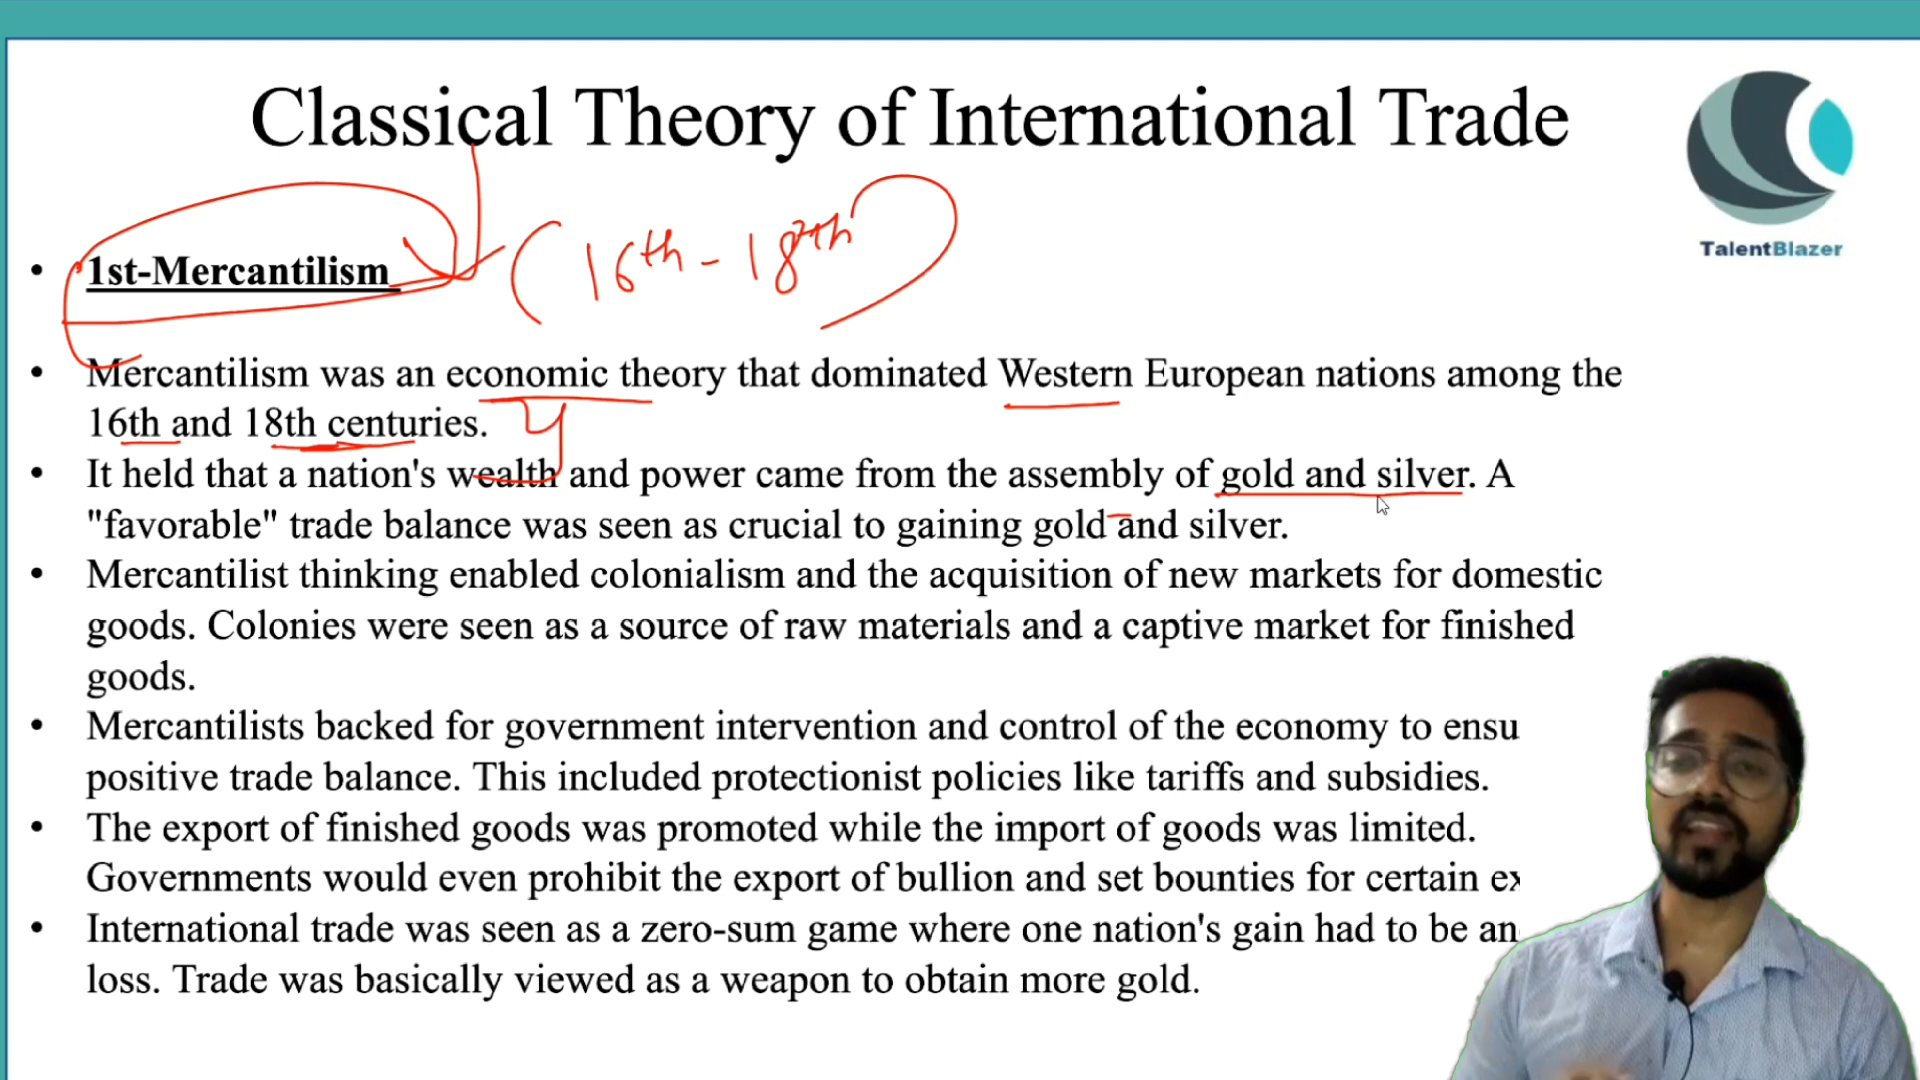 Classical Theory of International Trade
TalentBlazer
• 1st-Mercantilism (16th - 18th)
• Mercantilism was an economic theory that dominated Western European nations among the
16th and 18th centuries.
• It held that a nation's wealth and power came from the assembly of gold and silver. A
"favorable" trade balance was seen as crucial to gaining gold and silver.
• Mercantilist thinking enabled colonialism and the acquisition of new markets for domestic
goods. Colonies were seen as a source of raw materials and a captive market for finished
goods.
• Mercantilists backed for government intervention and control of the economy to ensu
positive trade balance. This included protectionist policies like tariffs and subsidies.
• The export of finished goods was promoted while the import of goods was limited.
Governments would even prohibit the export of bullion and set bounties for certain
• International trade was seen as a zero-sum game where one nation's gain had to be an
loss. Trade was basically viewed as a weapon to obtain more gold.